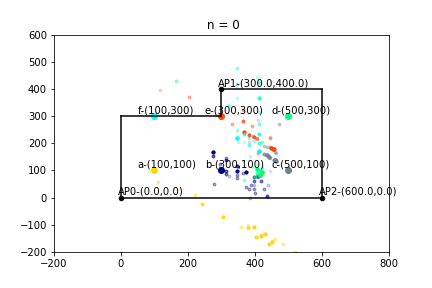 n = 0
600
500
400
300
200
100
0
−100
−200
−200
0
200
400
600
800
AP1-(300.0,400.0)
f-(100,300)
e-(300,300)
d-(500,300)
a-(100,100)
b-(300,100)
c-(500,100)
AP0-(0.0,0.0)
AP2-(600.0,0.0)